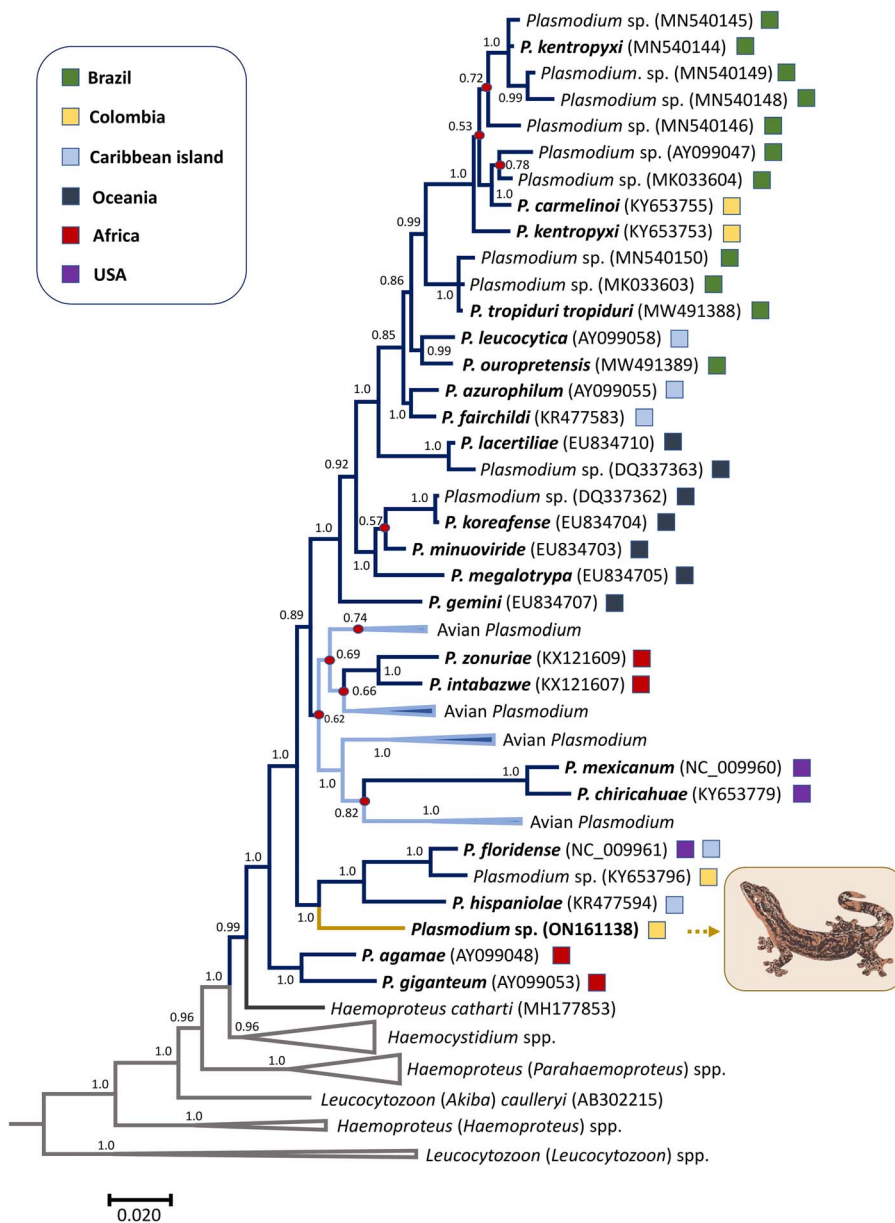 Brazil
Colombia
Caribbean island
Oceania
Africa
USA
Plasmodium sp. (MN540145)
1.0
P. kentropyxi (MN540144)
0.72
Plasmodium. sp. (MN540149)
0.99
Plasmodium sp. (MN540148)
0.53
Plasmodium sp. (MN540146)
Plasmodium sp. (AY099047)
0.78
Plasmodium sp. (MK033604)
1.0
1.0
P. carmelinoi (KY653755)
P. kentropyxi (KY653753)
0.99
Plasmodium sp. (MN540150)
0.86
Plasmodium sp. (MK033603)
1.0
P. tropiduri tropiduri (MW491388)
0.85
P. leucocytica (AY099058)
0.99
P. ouropretensis (MW491389)
1.0
P. azurophilum (AY099055)
1.0
P. fairchildi (KR477583)
P. lacertiliae (EU834710)
1.0
0.92
Plasmodium sp. (DQ337363)
Plasmodium sp. (DQ337362)
1.0
0.57
P. koreafense (EU834704)
1.0
P. minuoviride (EU834703)
1.0
P. megalotrypa (EU834705)
P. gemini (EU834707)
0.89
0.74
Avian Plasmodium
0.69
P. zonuriae (KX121609)
1.0
P. intabazwe (KX121607)
0.66
Avian Plasmodium
0.62
Avian Plasmodium
1.0
1.0
P. mexicanum (NC_009960)
1.0
1.0
P. chiricahuae (KY653779)
0.82
1.0
Avian Plasmodium
P. floridense (NC_009961)
1.0
1.0
1.0
Plasmodium sp. (KY653796)
P. hispaniolae (KR477594)
1.0
Plasmodium sp. (ON161138)
0.99
P. agamae (AY099048)
1.0
P. giganteum (AY099053)
1.0
Haemoproteus catharti (MH177853)
0.96
0.96
Haemocystidium spp.
1.0
1.0
Haemoproteus (Parahaemoproteus) spp.
1.0
Leucocytozoon (Akiba) caulleryi (AB302215)
1.0
Haemoproteus (Haemoproteus) spp.
1.0
Leucocytozoon (Leucocytozoon) spp.
0.020